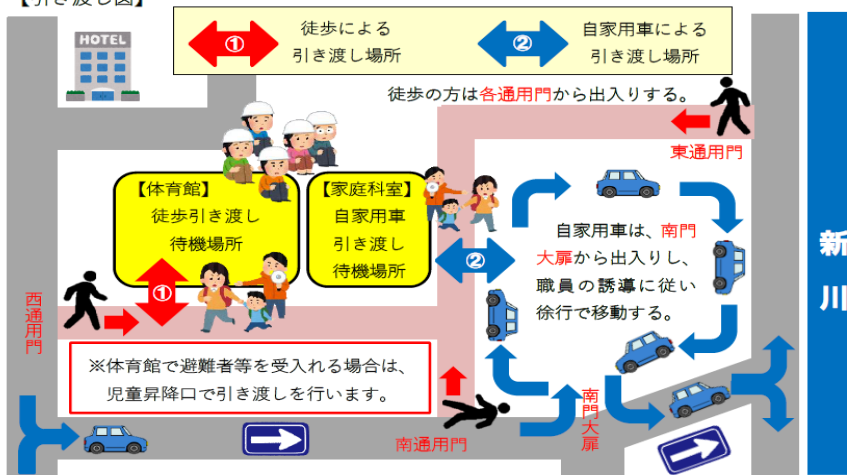 【引き渡し図】
HOTEL
① 徒歩による
引き渡し場所
② 自家用車による
引き渡し場所
徒歩の方は各通用門から出入りする。
東通用門
【体育館】
徒歩引き渡し
待機場所
【家庭科室】
自家用車
引き渡し
待機場所
①
②
自家用車は、南門
大扉から出入りし、
職員の誘導に従い
徐行で移動する。
新川
西通用門
※体育館で避難者等を受入れる場合は、
児童昇降口で引き渡しを行います。
南通用門
南門大扉